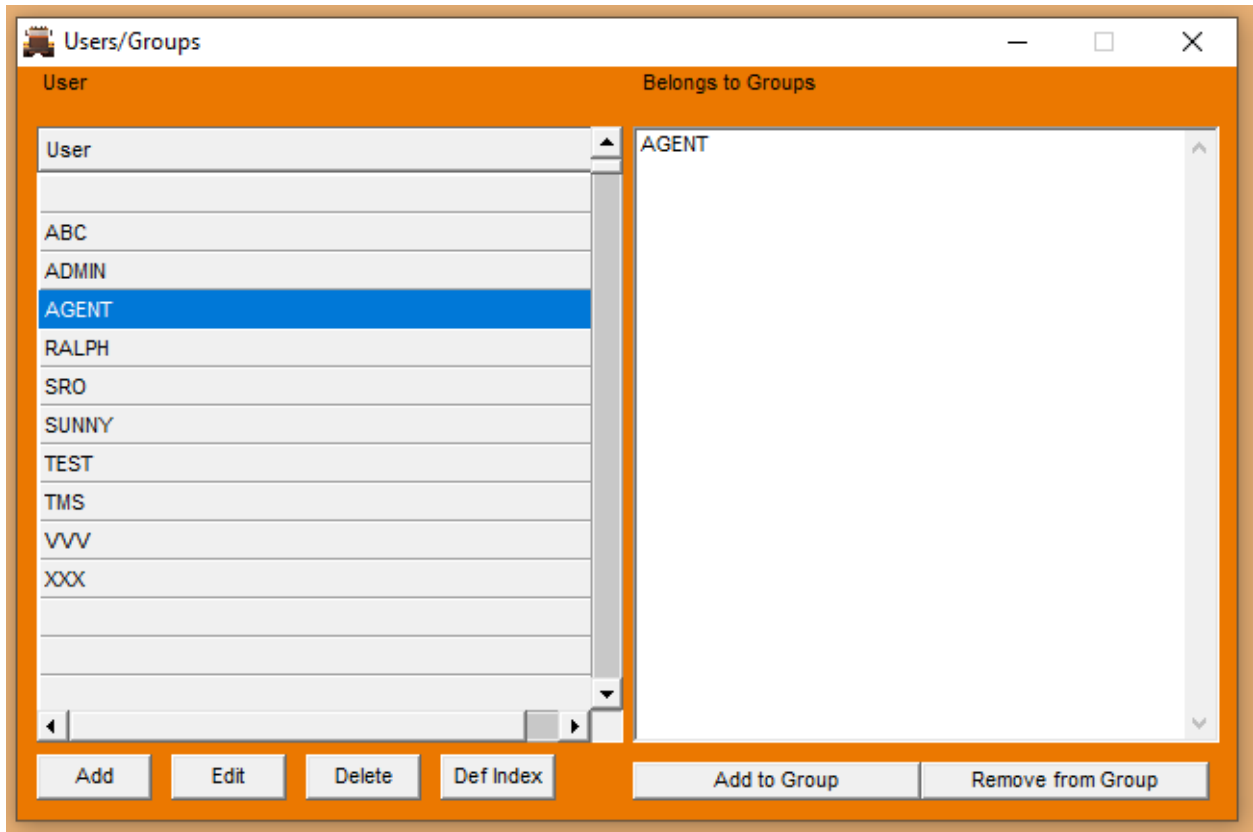 Users/Groups
User
Belongs to Groups
User
AGENT
ABC
ADMIN
AGENT
RALPH
SRO
SUNNY
TEST
TMS
VVV
XXX
Add
Edit
Delete
Def Index
Add to Group
Remove from Group